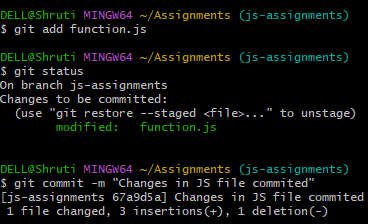 DELL@Shruti MINGW64 ~/Assignments (js-assignments)
$ git add function.js
DELL@Shruti MINGW64 ~/Assignments (js-assignments)
$ git status
On branch js-assignments
Changes to be committed:
  (use "git restore --staged <file>..." to unstage)
        modified:   function.js
DELL@Shruti MINGW64 ~/Assignments (js-assignments)
$ git commit -m "Changes in JS file commited"
[js-assignments 67a9d5a] Changes in JS file commited
 1 file changed, 3 insertions(+), 1 deletion(-)